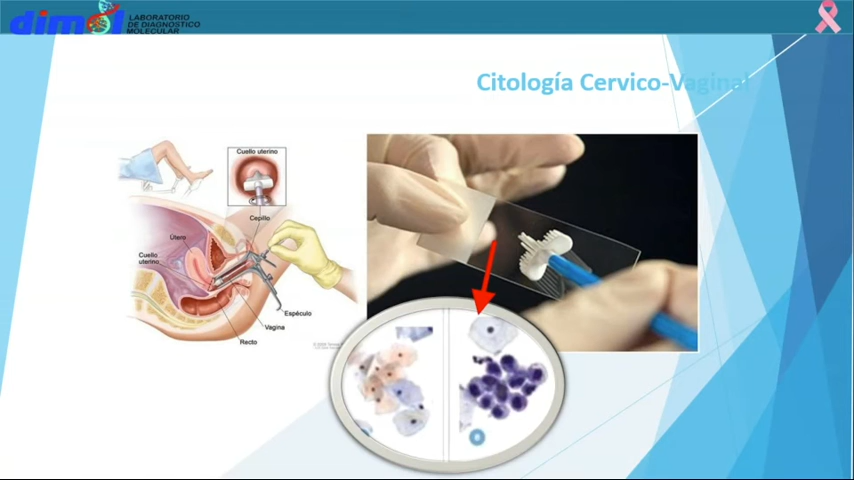 dimol LABORATORIO
DE DIAGNOSTICO
MOLECULAR
Citología Cervico-Vaginal
Cuello uterino
Cepillo
Útero
Cuello
uterino
Espéculo
Vagina
Recto